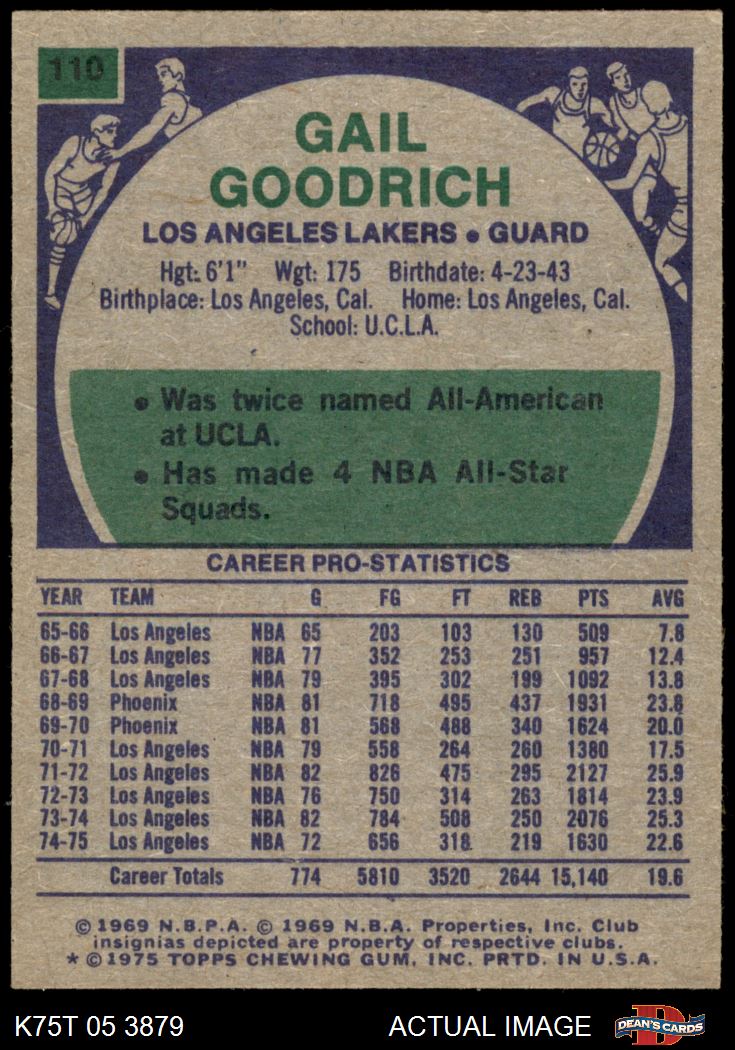 110
GAIL
GOODRICH
LOS ANGELES LAKERS • GUARD
Hgt: 6'1" Wgt: 175 Birthdate: 4-23-43
Birthplace: Los Angeles, Cal. Home: Los Angeles, Cal.
School: U.C.L.A.
• Was twice named All-American
at UCLA.
• Has made 4 NBA All-Star
Squads.
CAREER PRO-STATISTICS
YEAR TEAM G FG FT REB PTS AVG
65-66 Los Angeles NBA 65 203 103 130 509 7.8
66-67 Los Angeles NBA 77 352 253 251 957 12.4
67-68 Los Angeles NBA 79 395 302 199 1092 13.8
68-69 Phoenix NBA 81 718 495 437 1931 23.8
69-70 Phoenix NBA 81 568 488 340 1624 20.0
70-71 Los Angeles NBA 79 558 264 260 1380 17.5
71-72 Los Angeles NBA 82 826 475 295 2127 25.9
72-73 Los Angeles NBA 76 750 314 263 1814 23.9
73-74 Los Angeles NBA 82 784 508 250 2076 25.3
74-75 Los Angeles NBA 72 656 318 219 1630 22.6
Career Totals 774 5810 3520 2644 15,140 19.6
© 1969 N.B.P.A. © 1969 N.B.A. Properties, Inc. Club
insignias depicted are property of respective clubs.
* © 1975 TOPPS CHEWING GUM, INC. PRTD. IN U.S.A.
K75T 05 3879 ACTUAL IMAGE D DEAN'S CARDS